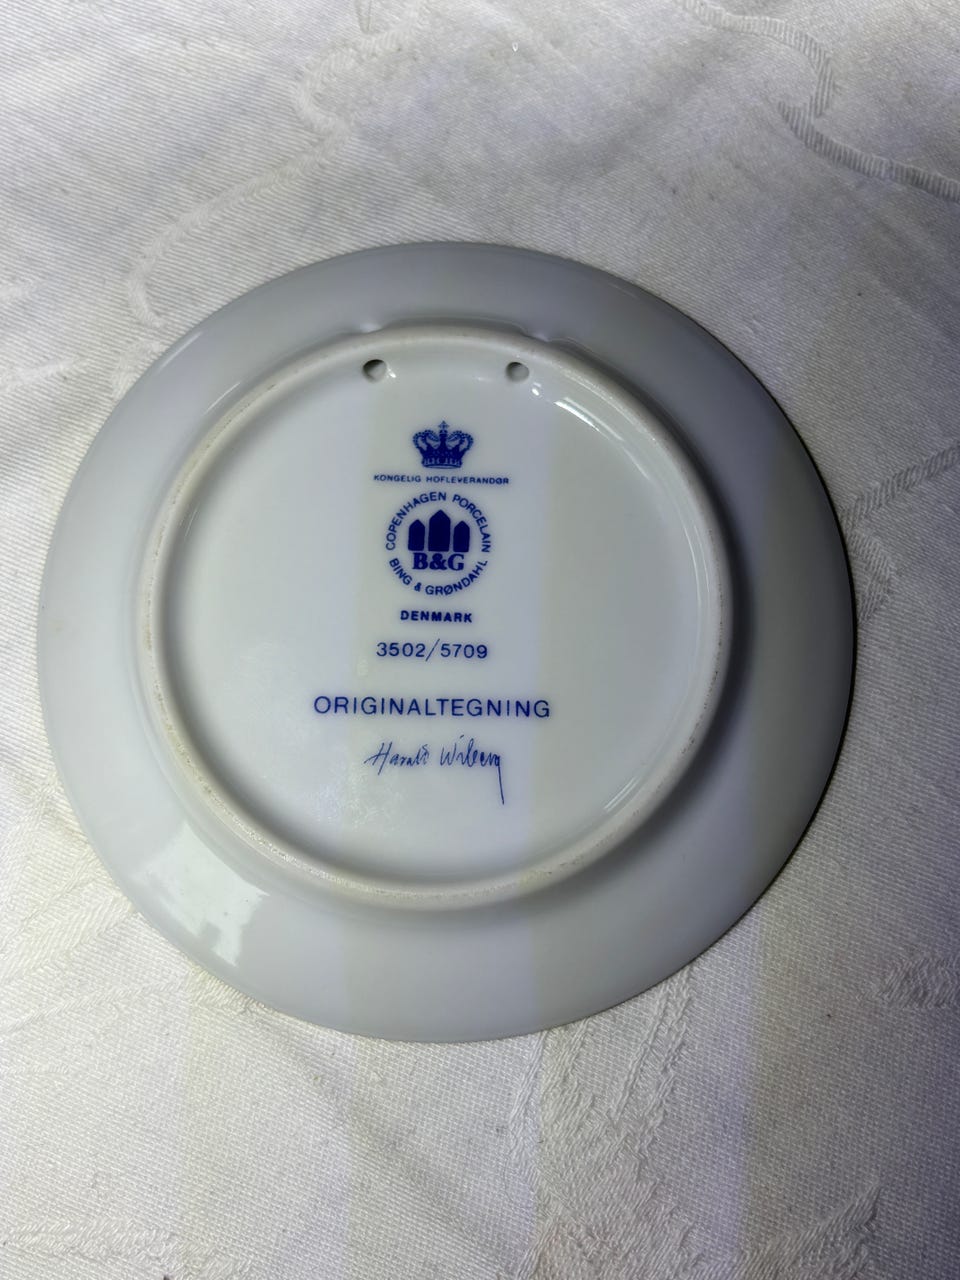 KONGELIG HOFLEVERANDØR
COPENHAGEN PORCELAIN
B&G
BING & GRØNDAHL
DENMARK
3502/5709
ORIGINALTEGNING
Harald Wiberg